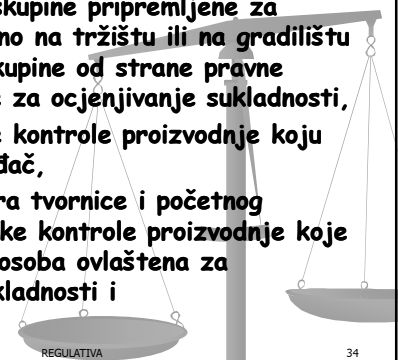 skupine pripremljene za
no na tržištu ili na gradilištu
kupine od strane pravne
e za ocjenjivanje sukladnosti,
e kontrole proizvodnje koju
đač,
ra tvornice i početnog
ke kontrole proizvodnje koje
osoba ovlaštena za
kladnosti i
REGULATIVA
34